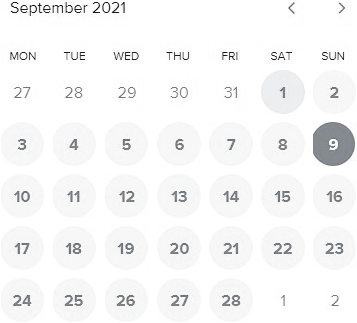 September 2021
MON TUE WED THU FRI SAT SUN
27 28 29 30 31 1 2
3 4 5 6 7 8 9
10 11 12 13 14 15 16
17 18 19 20 21 22 23
24 25 26 27 28 1 2